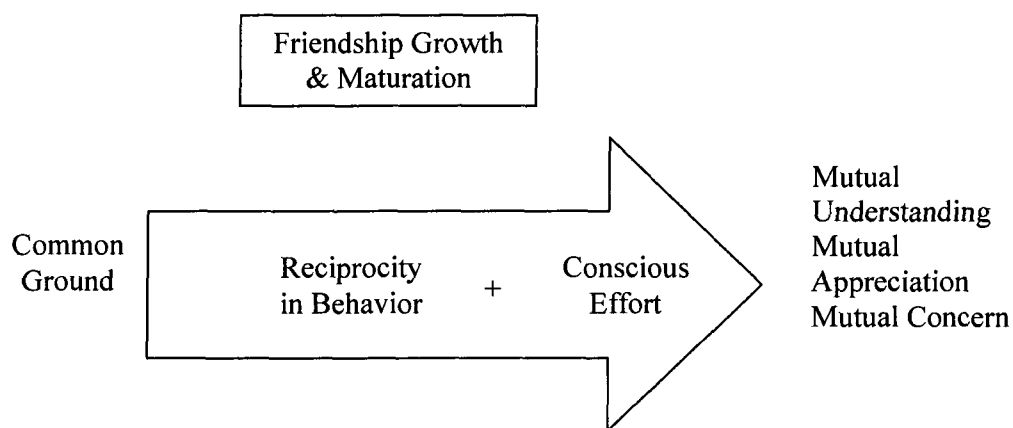 Friendship Growth
& Maturation
Common
Ground
Reciprocity
in Behavior
+
Conscious
Effort
Mutual
Understanding
Mutual
Appreciation
Mutual Concern